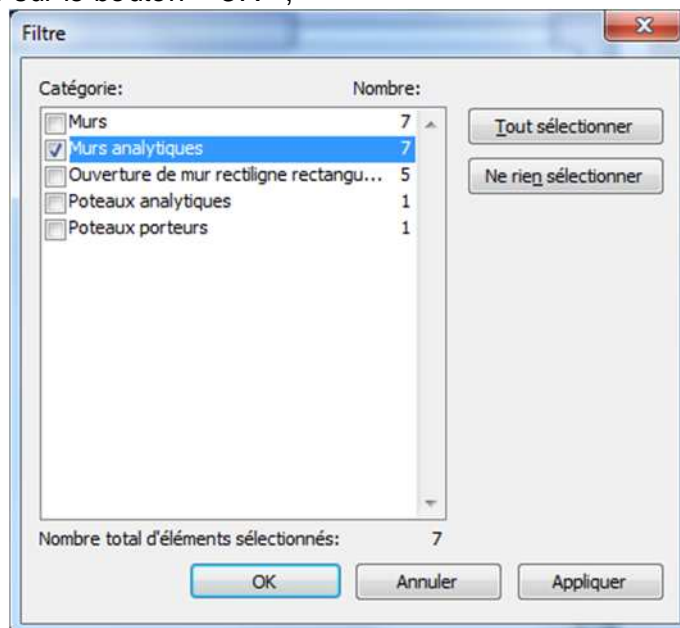 Filtre
Catégorie: Nombre:
Murs 7
Murs analytiques 7
Ouverture de mur rectiligne rectangu... 5
Poteaux analytiques 1
Poteaux porteurs 1
Tout sélectionner
Ne rien sélectionner
Nombre total d'éléments sélectionnés: 7
OK Annuler Appliquer